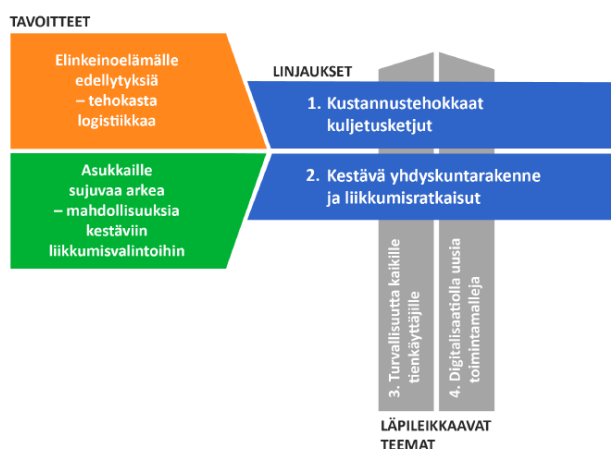 TAVOITTEET
Elinkeinoelämälle
edellytyksiä
– tehokasta
logistiikkaa
Asukkaille
sujuvaa arkea
– mahdollisuuksia
kestäviin
liikkumisvalintoihin
LINJAUKSET
1. Kustannustehokkaat
kuljetusketjut
2. Kestävä yhdyskuntarakenne
ja liikkumisratkaisut
3. Turvallisuutta kaikille
tienkäyttäjille
4. Digitalisaatiolla uusia
toimintamalleja
LÄPILEIKKAAVAT
TEEMAT